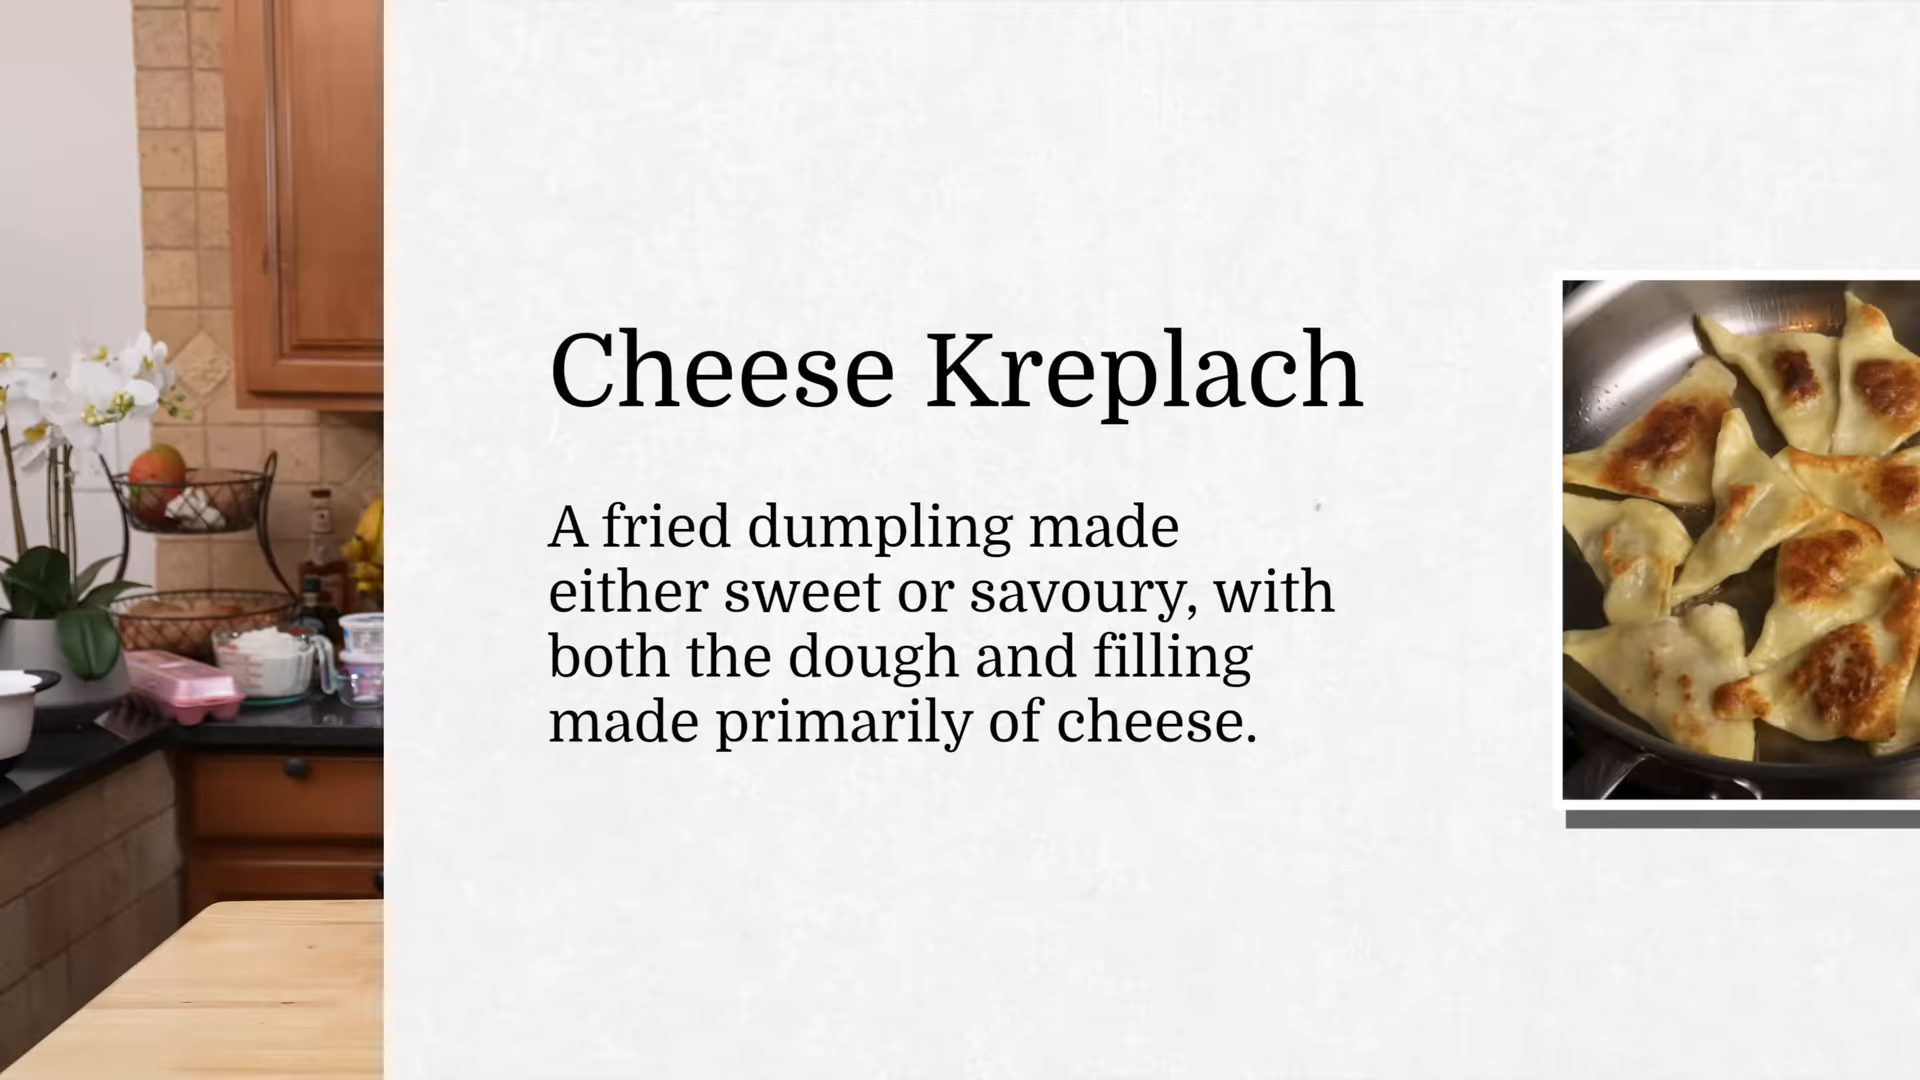 Cheese Kreplach
A fried dumpling made
either sweet or savoury, with
both the dough and filling
made primarily of cheese.